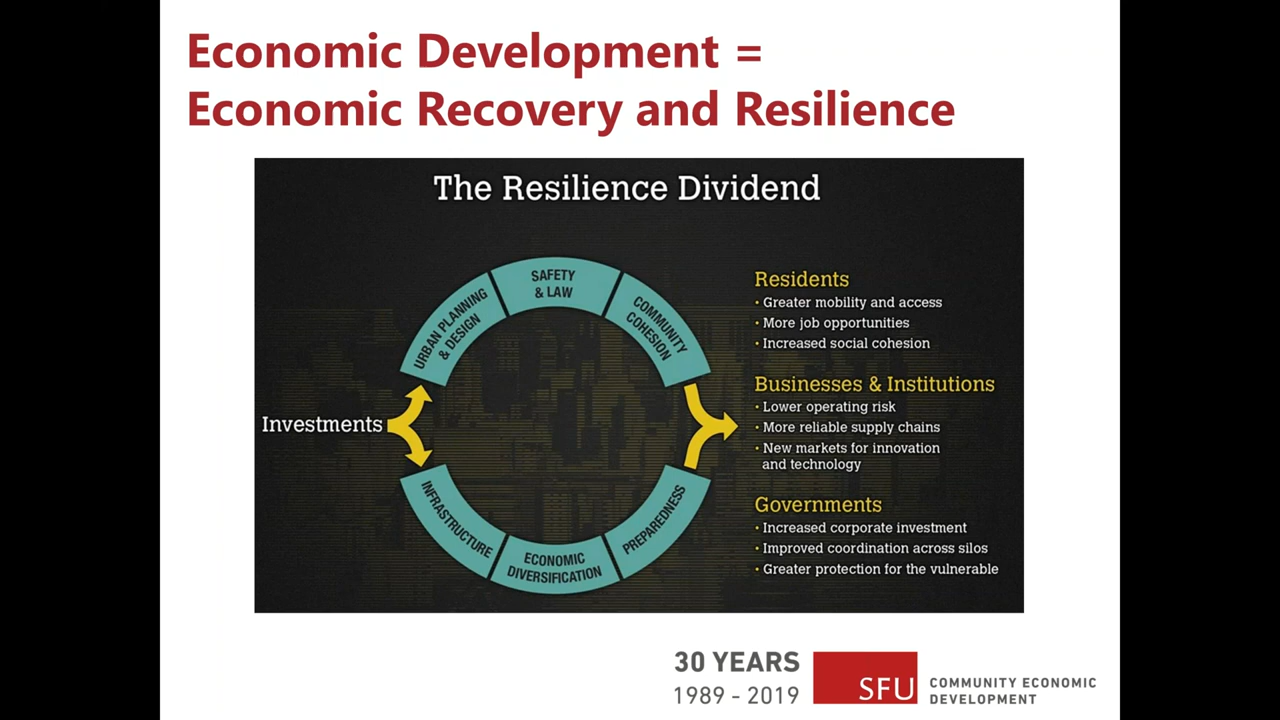 Economic Development =
Economic Recovery and Resilience
The Resilience Dividend
Investments
URBAN PLANNING
& DESIGN
SAFETY
& LAW
COMMUNITY
COHESION
INFRASTRUCTURE
ECONOMIC
DIVERSIFICATION
PREPAREDNESS
Residents
• Greater mobility and access
• More job opportunities
• Increased social cohesion
Businesses & Institutions
• Lower operating risk
• More reliable supply chains
• New markets for innovation
and technology
Governments
• Increased corporate investment
• Improved coordination across silos
• Greater protection for the vulnerable
30 YEARS
1989 - 2019
SFU
COMMUNITY ECONOMIC
DEVELOPMENT